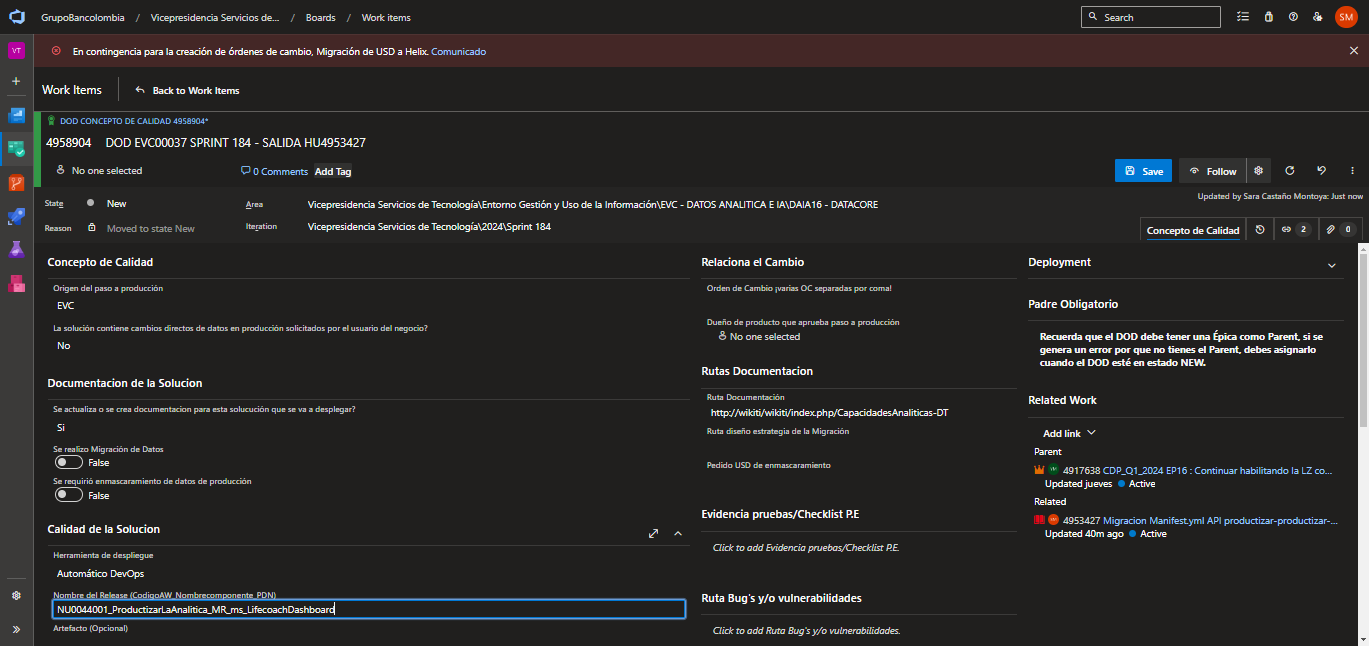 GrupoBancolombia / Vicepresidencia Servicios de... / Boards / Work items
Search
SM
VT
En contingencia para la creación de órdenes de cambio, Migración de USD a Helix. Comunicado
Work Items
Back to Work Items
DOD CONCEPTO DE CALIDAD 4958904*
4958904 DOD EVC00037 SPRINT 184 - SALIDA HU4953427
No one selected
0 Comments
Add Tag
Save
Follow
State
New
Area
Vicepresidencia Servicios de Tecnología\Entorno Gestión y Uso de la Información\EVC - DATOS ANALITICA E IA\DAIA16 - DATACORE
Updated by Sara Castaño Montoya: Just now
Reason
Moved to state New
Iteration
Vicepresidencia Servicios de Tecnología\2024\Sprint 184
Concepto de Calidad
2
0
Concepto de Calidad
Origen del paso a producción
EVC
La solución contiene cambios directos de datos en producción solicitados por el usuario del negocio?
No
Documentacion de la Solucion
Se actualiza o se crea documentacion para esta solucución que se va a desplegar?
Si
Se realizo Migración de Datos
False
Se requirió enmascaramiento de datos de producción
False
Calidad de la Solucion
Herramienta de despliegue
Automático DevOps
Nombre del Release (CodigoAW_Nombrecomponente_PDN)
NU0044001_ProductizarLaAnalitica_MR_ms_LifecoachDashboard
Artefacto (Opcional)
Relaciona el Cambio
Orden de Cambio ¡varias OC separadas por coma!
Dueño de producto que aprueba paso a producción
No one selected
Rutas Documentacion
Ruta Documentación
http://wikiti/wikiti/index.php/CapacidadesAnaliticas-DT
Ruta diseño estrategia de la Migración
Pedido USD de enmascaramiento
Evidencia pruebas/Checklist P.E
Click to add Evidencia pruebas/Checklist P.E.
Ruta Bug's y/o vulnerabilidades
Click to add Ruta Bug's y/o vulnerabilidades.
Deployment
Padre Obligatorio
Recuerda que el DOD debe tener una Épica como Parent, si se
genera un error por que no tienes el Parent, debes asignarlo
cuando el DOD esté en estado NEW.
Related Work
Add link
Parent
4917638 CDP_Q1_2024 EP16 : Continuar habilitando la LZ co...
Updated jueves Active
Related
4953427 Migracion Manifest.yml API productizar-productizar-...
Updated 40m ago Active